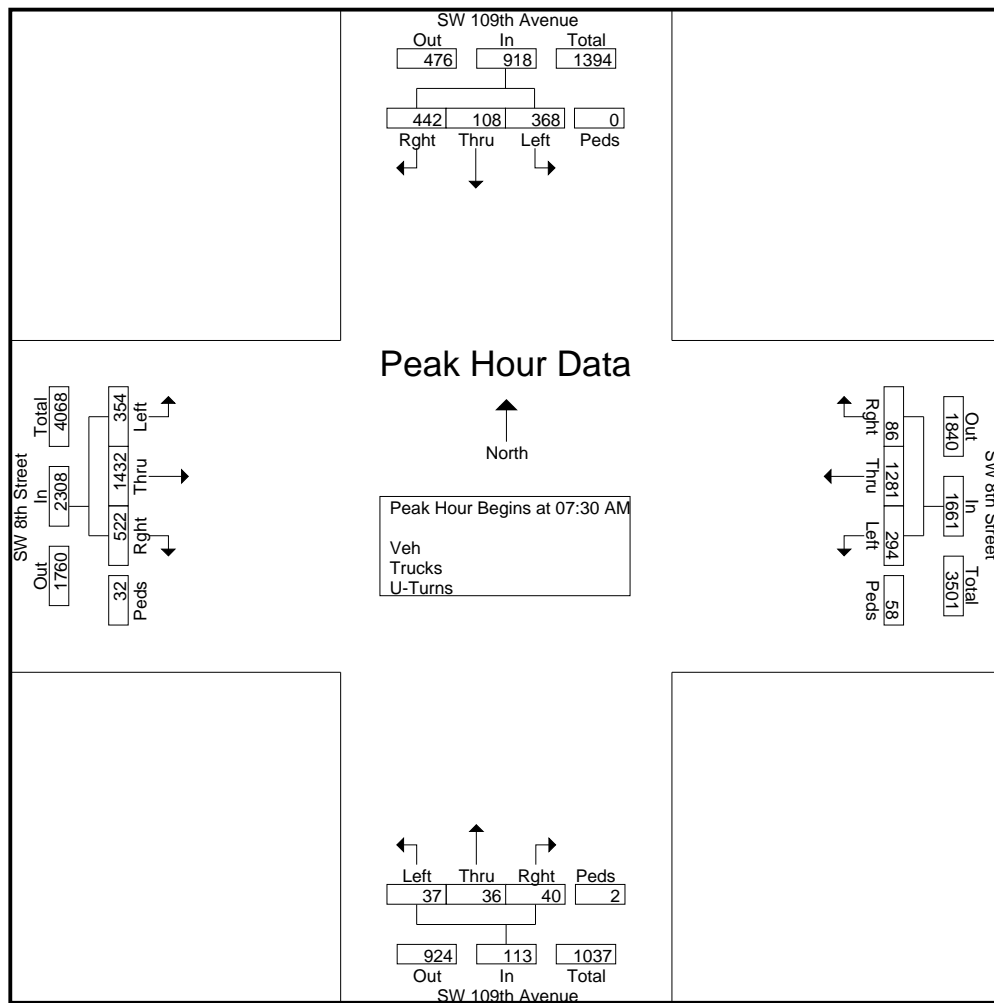 SW 109th Avenue
Out In Total
476 918 1394
442 108 368 0
Rght Thru Left Peds
Peak Hour Data
North
Peak Hour Begins at 07:30 AM
Veh
Trucks
U-Turns
SW 8th Street
Total In Out
4068 2308 1760
354 1432 522 32
Left Thru Rght Peds
SW 8th Street
Out In Total
1840 1661 3501
86 1281 294 58
Rght Thru Left Peds
Left Thru Rght Peds
37 36 40 2
924 113 1037
Out In Total
SW 109th Avenue